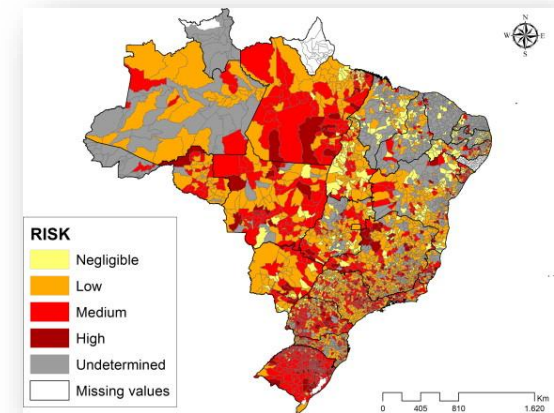 N
W E
S
RISK
Negligible
Low
Medium
High
Undetermined
Missing values
Km
0 405 810 1.620